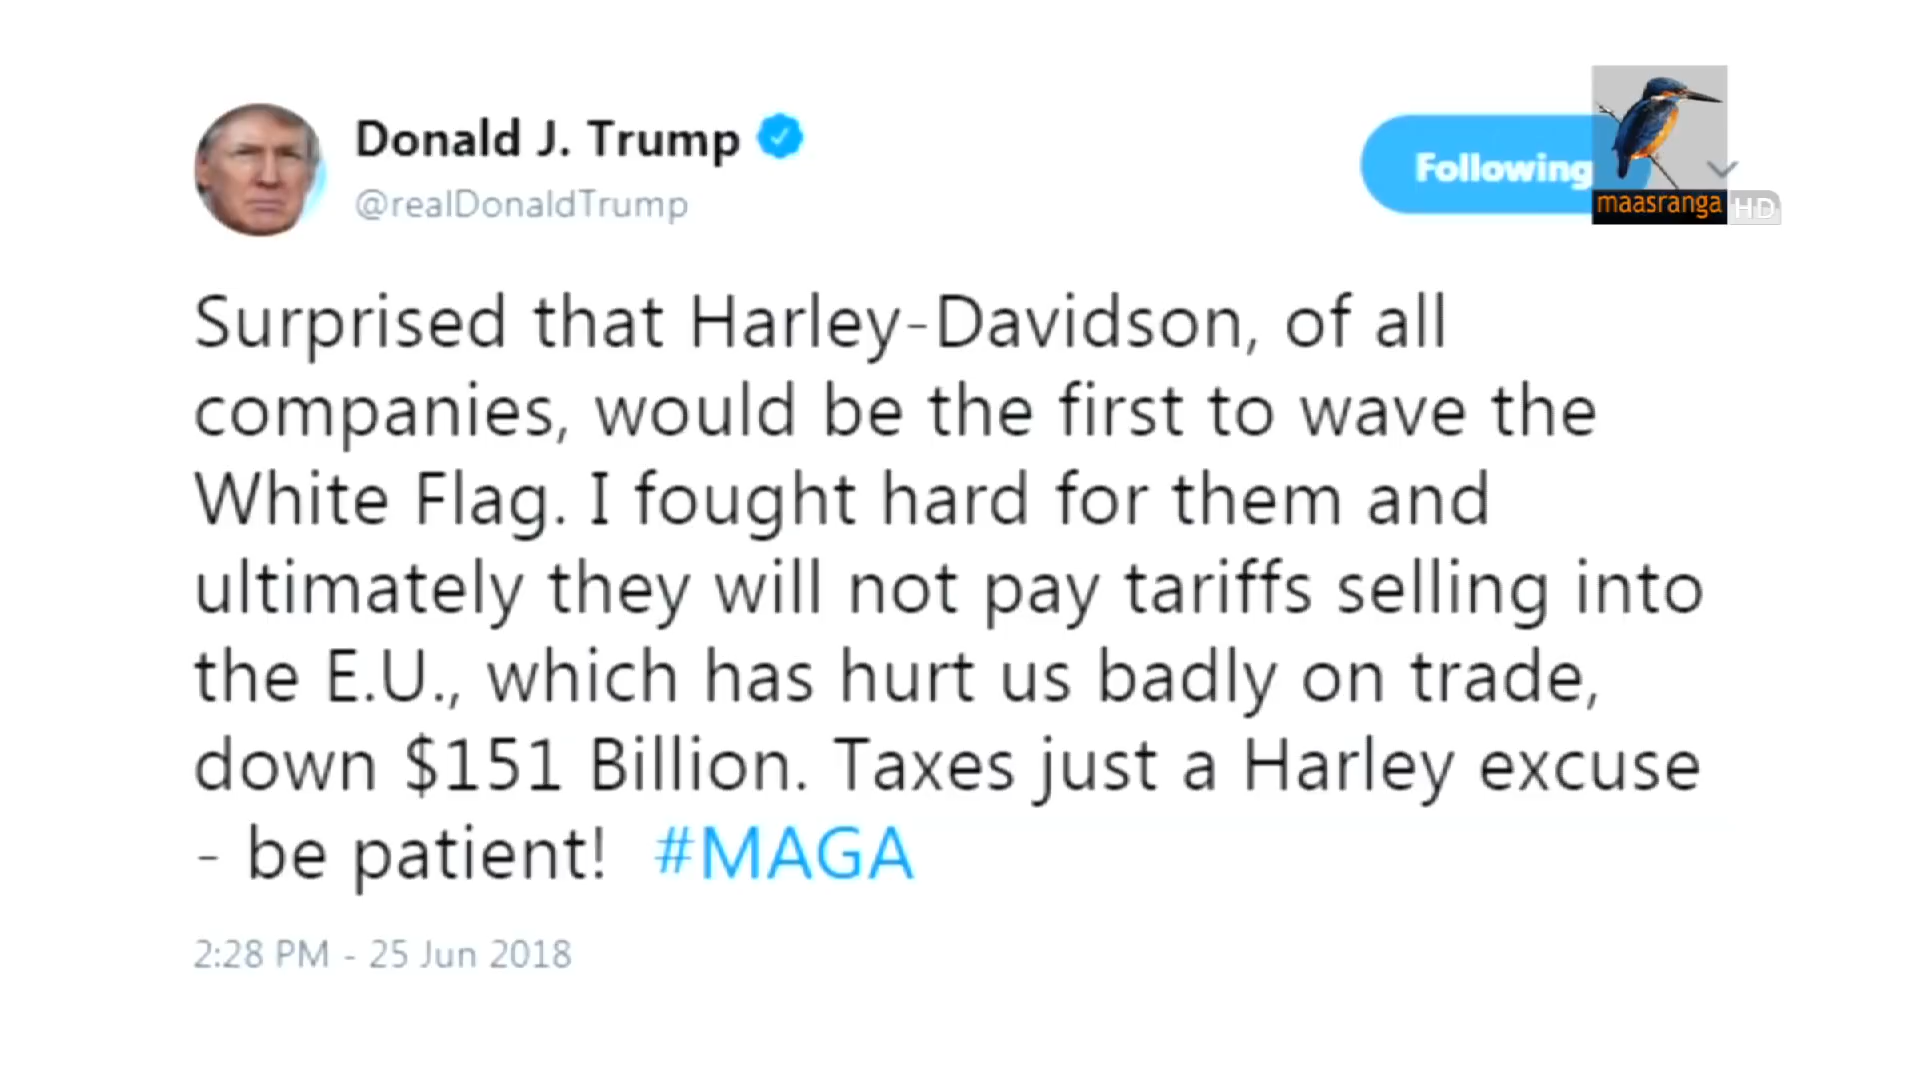 Donald J. Trump
@realDonaldTrump
Following
maasranga
HD
Surprised that Harley-Davidson, of all
companies, would be the first to wave the
White Flag. I fought hard for them and
ultimately they will not pay tariffs selling into
the E.U., which has hurt us badly on trade,
down $151 Billion. Taxes just a Harley excuse
- be patient! #MAGA
2:28 PM - 25 Jun 2018